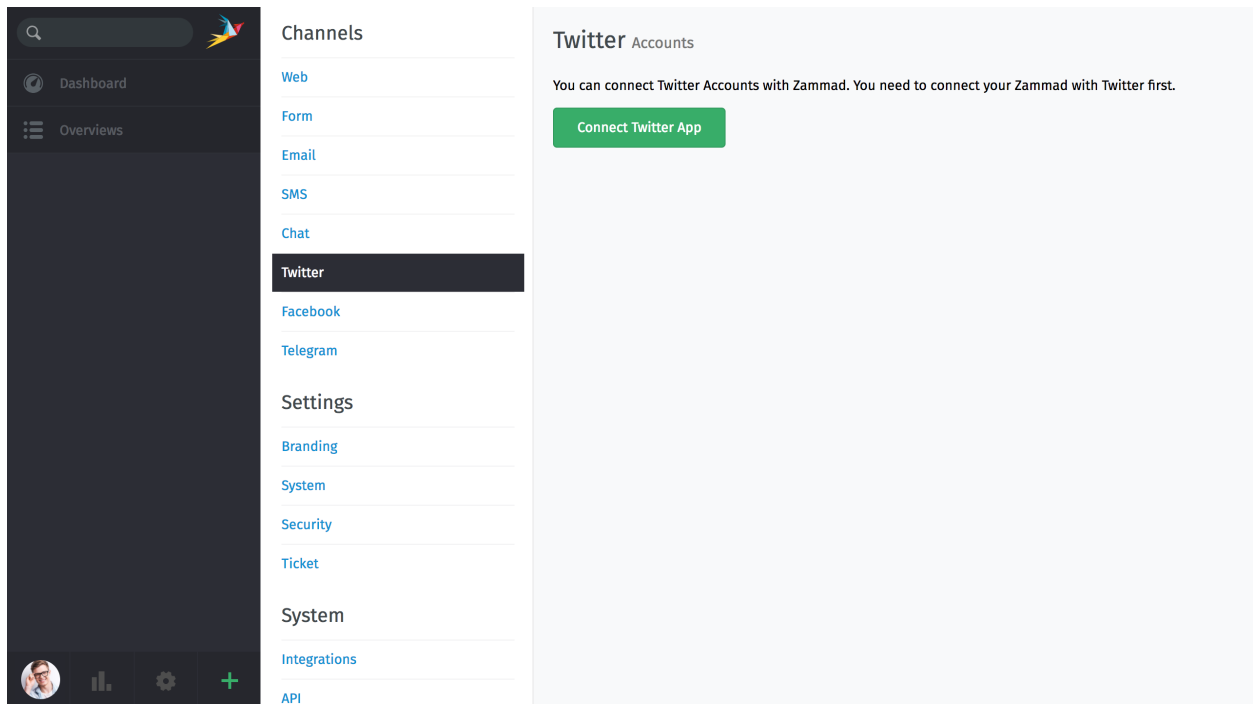 Dashboard
Overviews
Channels
Web
Form
Email
SMS
Chat
Twitter
Facebook
Telegram
Settings
Branding
System
Security
Ticket
System
Integrations
API
Twitter Accounts
You can connect Twitter Accounts with Zammad. You need to connect your Zammad with Twitter first.
Connect Twitter App